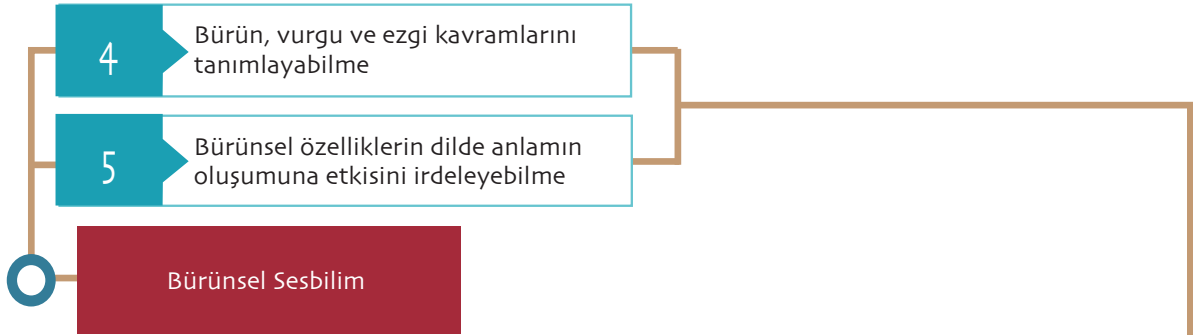 4
Bürün, vurgu ve ezgi kavramlarını
tanımlayabilme
5
Bürünsel özelliklerin dilde anlamın
oluşumuna etkisini irdeleyebilme
Bürünsel Sesbilim